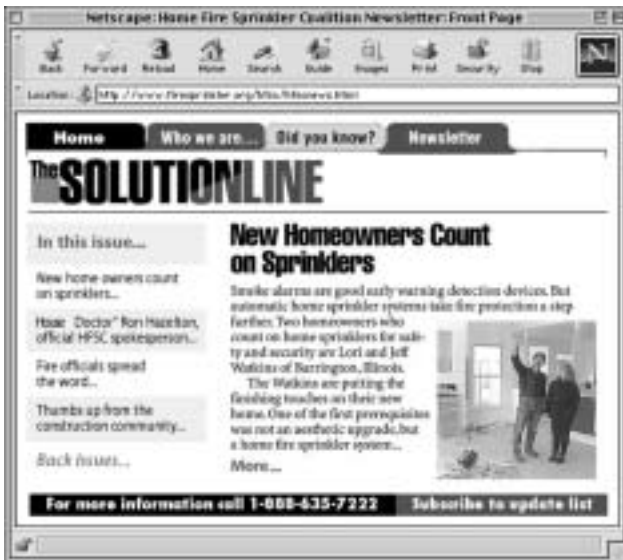 Netscape: Home Fire Sprinkler Coalition Newsletter: Front Page
Back Forward Reload Home Search Guide Images Print Security Stop
N
Location:
Home Who we are.... Did you know? Newsletter
The SOLUTIONLINE
In this issue...
New home owners count
on sprinklers...
"Doctor" Ron Hazelton,
official HFSC spokesperson...
Fire officials spread
the word...
Thumbs up from the
construction community...
Back issues...
New Homeowners Count
on Sprinklers
Smoke alarms are good early warning detection devices. But
automatic home sprinkler systems take fire protection a step
further. Two homeowners who
count on home sprinklers for safe-
ty and security are Lori and Jeff
Watkins of Barrington, Illinois.
The Watkins are putting the
finishing touches on their new
home. One of the first prerequisites
was not an aesthetic upgrade, but
a home fire sprinkler system...
More...
For more information call 1-888-635-7222 Subscribe to update list